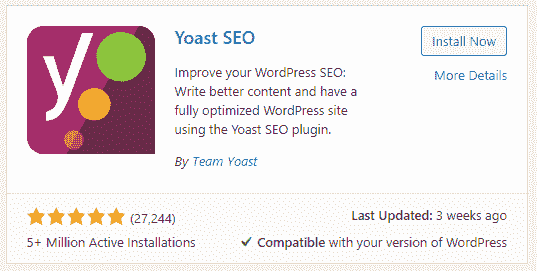 y
Yoast SEO
Install Now
More Details
Improve your WordPress SEO:
Write better content and have a
fully optimized WordPress site
using the Yoast SEO plugin.
By Team Yoast
(27,244)
Last Updated: 3 weeks ago
5+ Million Active Installations
Compatible with your version of WordPress